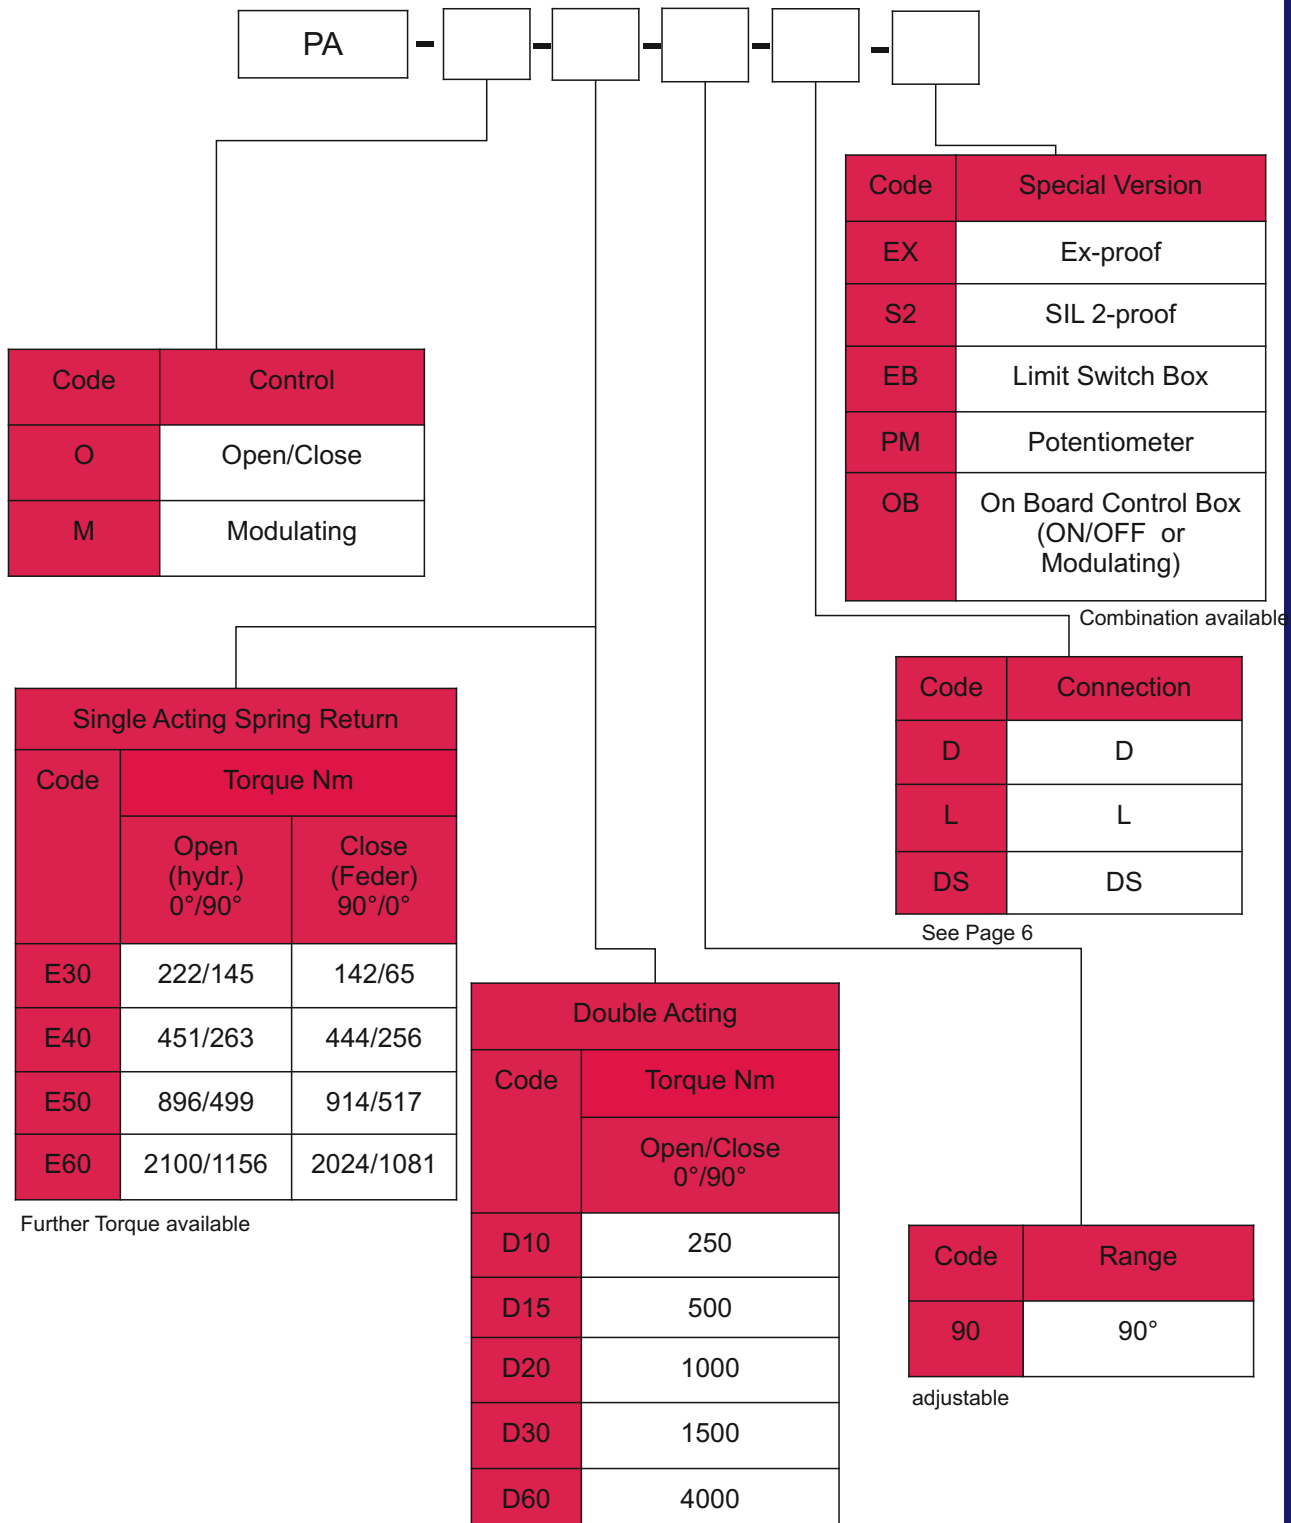 PA - - - - -
Code Special Version
EX Ex-proof
S2 SIL 2-proof
EB Limit Switch Box
PM Potentiometer
OB On Board Control Box
(ON/OFF or
Modulating)
Combination available
Code Control
O Open/Close
M Modulating
Code Connection
D D
L L
DS DS
See Page 6
Single Acting Spring Return
Code Torque Nm
Open Close
(hydr.) (Feder)
0°/90° 90°/0°
E30 222/145 142/65
E40 451/263 444/256
E50 896/499 914/517
E60 2100/1156 2024/1081
Further Torque available
Double Acting
Code Torque Nm
Open/Close
0°/90°
D10 250
D15 500
D20 1000
D30 1500
D60 4000
Code Range
90 90°
adjustable